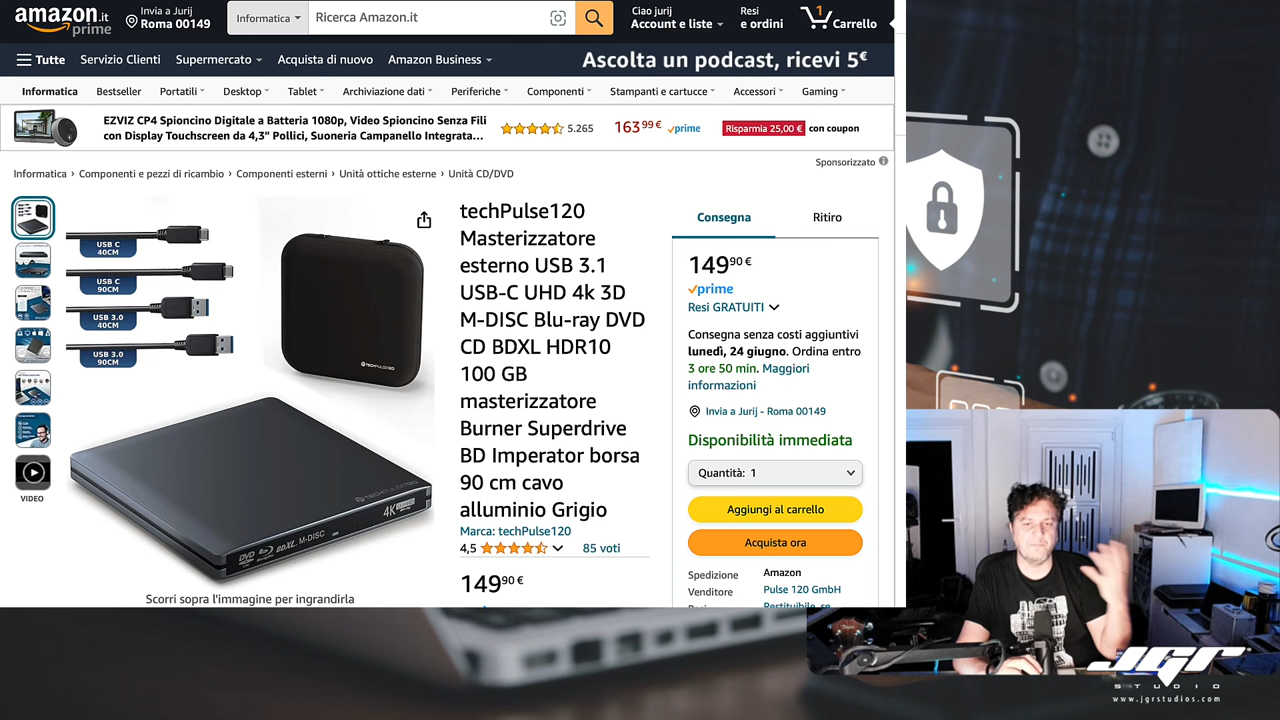 amazon.it
prime
Invia a Jurij
Roma 00149
Informatica
Ricerca Amazon.it
Ciao jurij
Account e liste
Resi
e ordini
1
Carrello
Tutte
Servizio Clienti
Supermercato
Acquista di nuovo
Amazon Business
Ascolta un podcast, ricevi 5€
Informatica
Bestseller
Portatili
Desktop
Tablet
Archiviazione dati
Periferiche
Componenti
Stampanti e cartucce
Accessori
Gaming
EZVIZ CP4 Spioncino Digitale a Batteria 1080p, Video Spioncino Senza Fili
con Display Touchscreen da 4,3" Pollici, Suoneria Campanello Integrata...
5.265
163,99 €
prime
Risparmia 25,00 €
con coupon
Sponsorizzato
Informatica › Componenti e pezzi di ricambio › Componenti esterni › Unità ottiche esterne › Unità CD/DVD
USB C
40CM
USB C
90CM
USB 3.0
40CM
USB 3.0
90CM
TECHPULSE120
TECHPULSE120
4K
DVD
Blu-ray
BDXL
M-DISC
VIDEO
Scorri sopra l'immagine per ingrandirla
techPulse120
Masterizzatore
esterno USB 3.1
USB-C UHD 4k 3D
M-DISC Blu-ray DVD
CD BDXL HDR10
100 GB
masterizzatore
Burner Superdrive
BD Imperator borsa
90 cm cavo
alluminio Grigio
Marca: techPulse120
4,5
85 voti
149,90 €
Consegna
Ritiro
149,90 €
prime
Resi GRATUITI
Consegna senza costi aggiuntivi
lunedì, 24 giugno. Ordina entro
3 ore 50 min. Maggiori
informazioni
Invia a Jurij - Roma 00149
Disponibilità immediata
Quantità: 1
Aggiungi al carrello
Acquista ora
Spedizione
Amazon
Venditore
Pulse 120 GmbH
JGR
STUDIO
www.jgrstudios.com